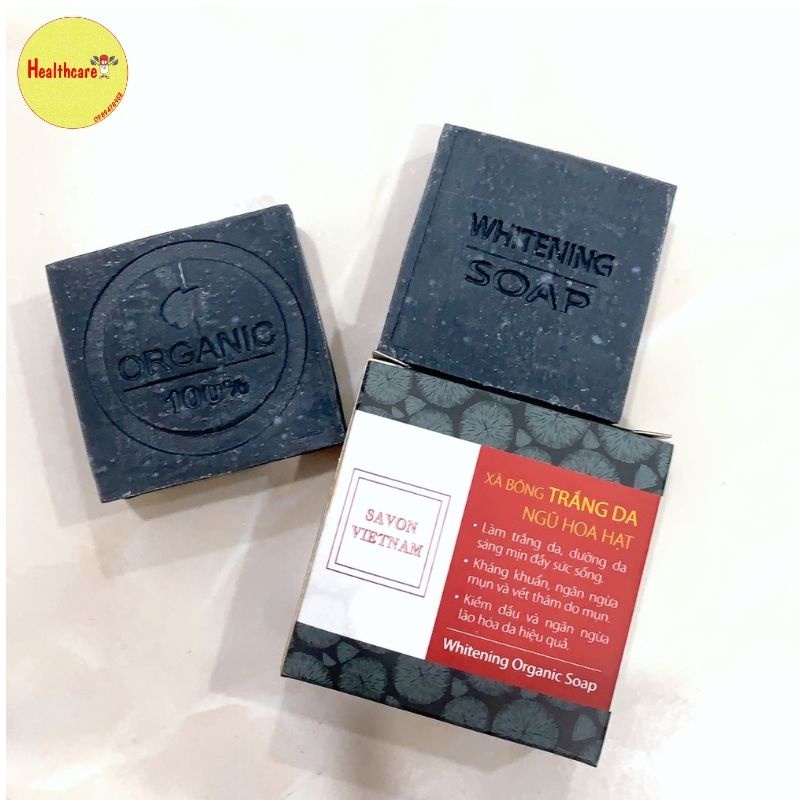 Healthcare
WHITENING
SOAP
ORGANIC
100%
SAVON
VIETNAM
XÀ BÔNG TRẮNG DA
NGŨ HOA HẠT
• Làm trắng da, dưỡng da
sáng mịn đầy sức sống.
• Kháng khuẩn, ngăn ngừa
mụn và vết thâm do mụn.
• Kiềm dầu và ngăn ngừa
lão hóa da hiệu quả.
Whitening Organic Soap